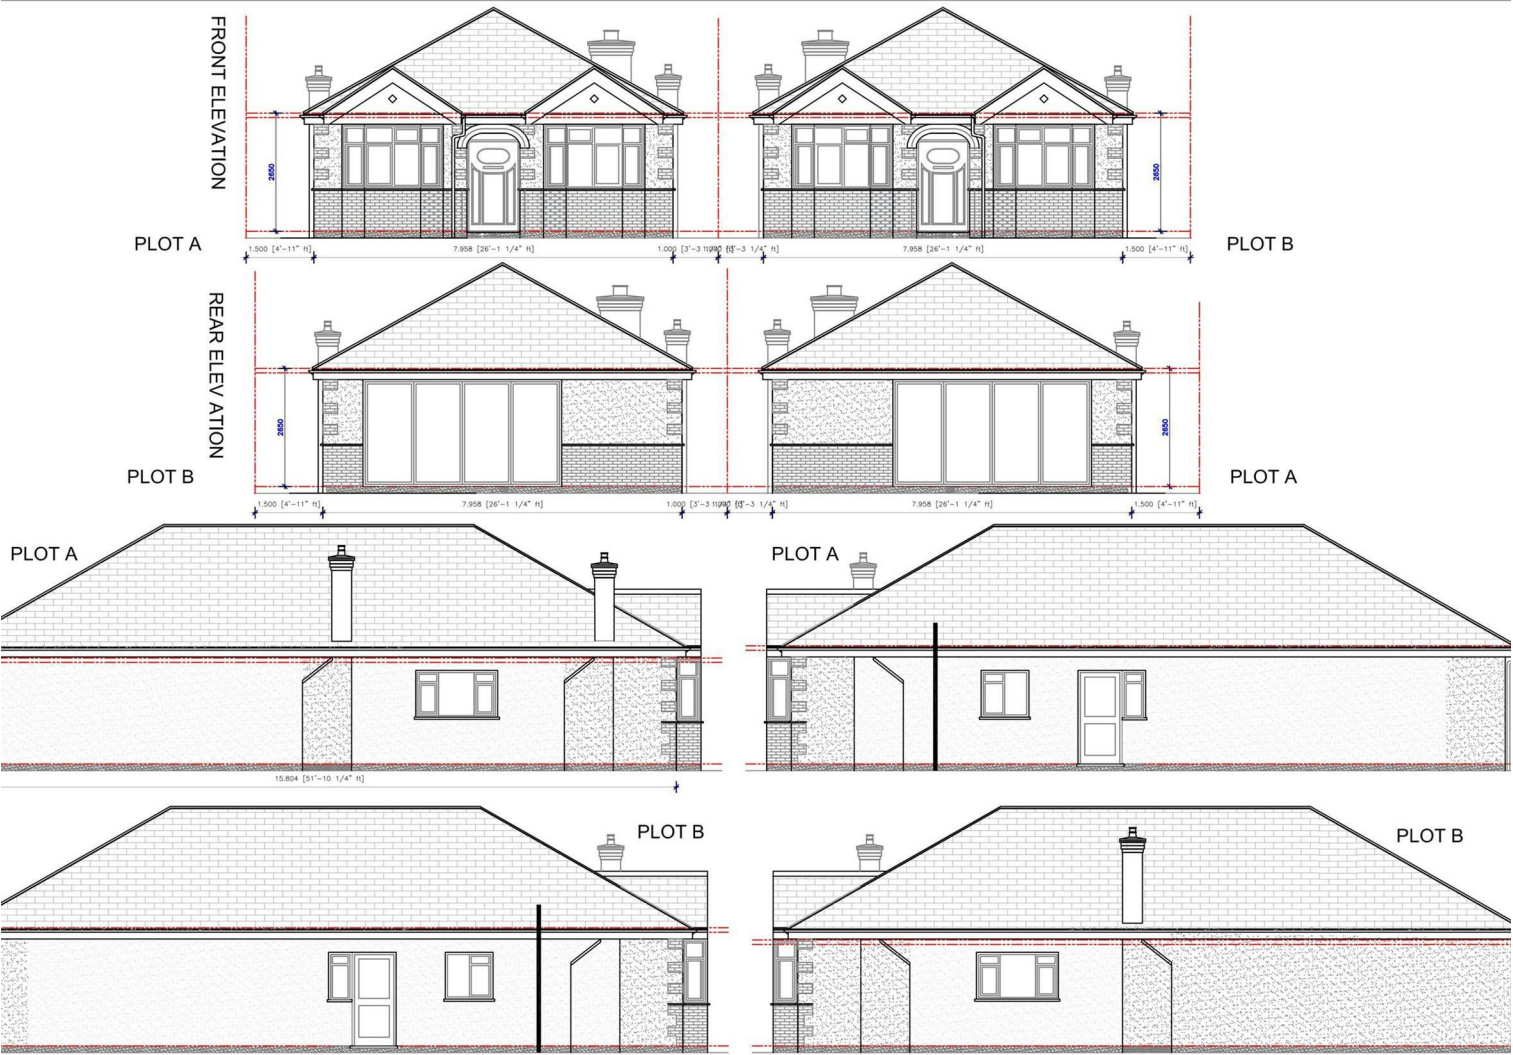 FRONT ELEVATION
2650
2650
PLOT A
PLOT B
1.500 [4'-11" ft]
7.958 [26'-1 1/4" ft]
7.958 [26'-1 1/4" ft]
1.500 [4'-11" ft]
REAR ELEV ATION
2650
2650
PLOT B
PLOT A
1.500 [4'-11" ft]
7.958 [26'-1 1/4" ft]
7.958 [26'-1 1/4" ft]
1.500 [4'-11" ft]
PLOT A
PLOT A
15.804 [51'-10 1/4" ft]
PLOT B
PLOT B